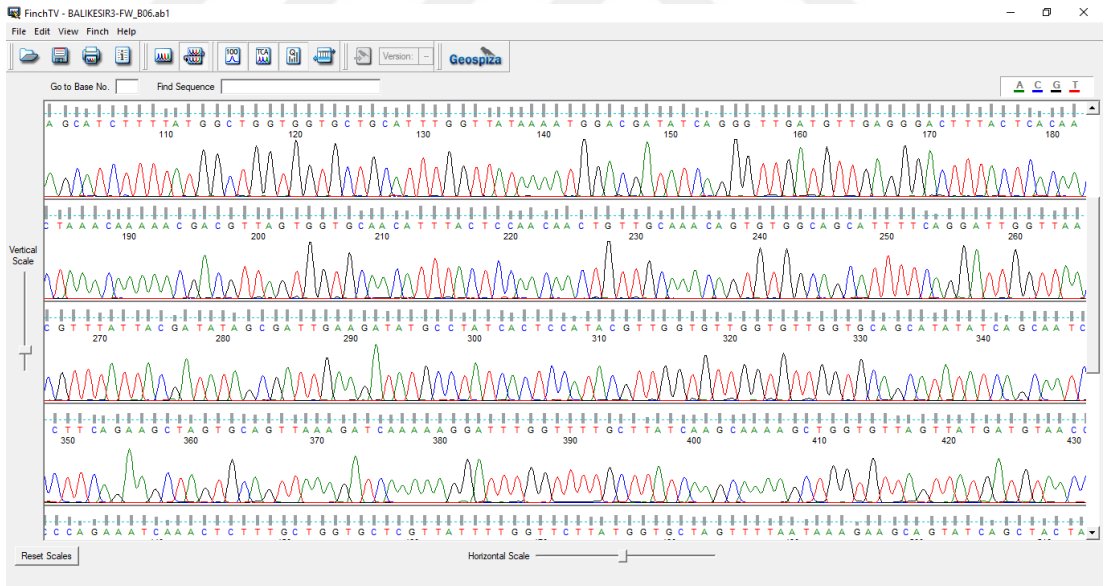 FinchTV - BALIKESIR3-FW_B06.ab1
File Edit View Finch Help
Version: -
Geospiza
Go to Base No.
Find Sequence
A C G T
A G C A T C T T T T A T G G C T G G T G G T G C T G C A T T T G G T T A T A A A A T G G A C G A T A T C A G G G T T G A T G T T G A G G G A C T T T A C T C A C A A
110 120 130 140 150 160 170 180
C T A A A C A A A A A C G A C G T T A G T G G T G C A A C A T T T A C T C C A A C A A C T G T T G C A A A C A G T G T G G C A G C A T T T T C A G G A T T G G T T A A
190 200 210 220 230 240 250 260
Vertical
Scale
C G T T T A T T A C G A T A T A G C G A T T G A A G A T A T G C C T A T C A C T C C A T A C G T T G G T G T T G G T G T T G G T G C A G C A T A T A T C A G C A A T C
270 280 290 300 310 320 330 340
C T T C A G A A G C T A G T G C A G T T A A A G A T C A A A A A G G A T T T G G T T T T G C T T A T C A A G C A A A A G C T G G T G T T A G T T A T G A T G T A A C C
350 360 370 380 390 400 410 420 430
C C A G A A A T C A A A C T C T T T G C T G G T G C T C G T T A T T T T G G T T C T T A T G G T G C T A G T T T T A A T A A A G A A G C A G T A T C A G C T A C T A
Reset Scales
Horizontal Scale